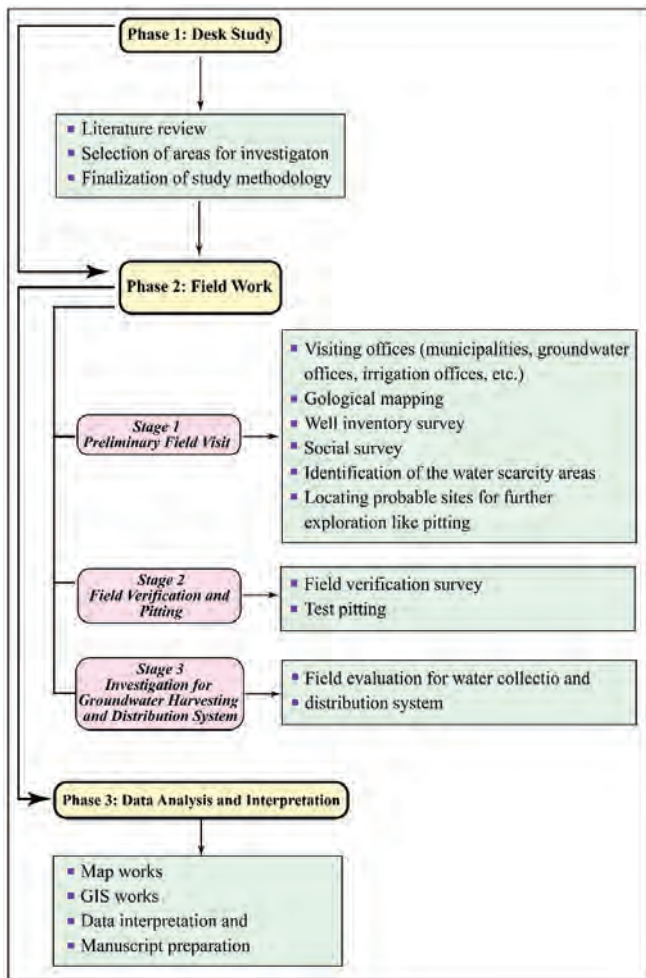 Phase 1: Desk Study
▪ Literature review
▪ Selection of areas for investigaton
▪ Finalization of study methodology
Phase 2: Field Work
Stage 1
Preliminary Field Visit
▪ Visiting offices (municipalities, groundwater
offices, irrigation offices, etc.)
▪ Gological mapping
▪ Well inventory survey
▪ Social survey
▪ Identification of the water scarcity areas
▪ Locating probable sites for further
exploration like pitting
Stage 2
Field Verification and
Pitting
▪ Field verification survey
▪ Test pitting
Stage 3
Investigation for
Groundwater Harvesting
and Distribution System
• Field evaluation for water collectio and
• distribution system
Phase 3: Data Analysis and Interpretation
▪ Map works
▪ GIS works
▪ Data interpretation and
▪ Manuscript preparation